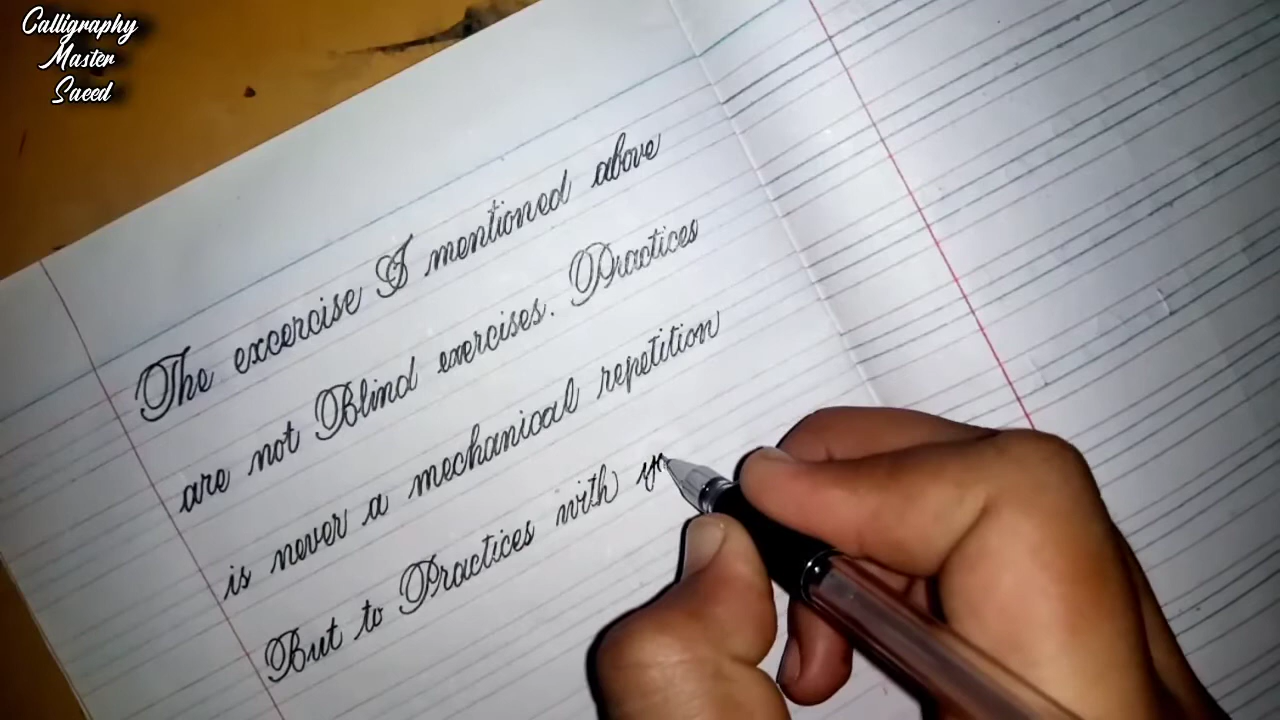 Calligraphy
Master
Saeed
The excercise I mentioned above
are not Blind exercises. Practices
is never a mechanical repetition
But to Practices with